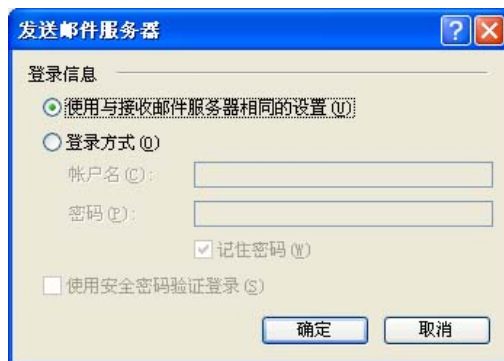 发送邮件服务器
登录信息
使用与接收邮件服务器相同的设置(U)
登录方式(O)
帐户名(C):
密码(P):
记住密码(W)
使用安全密码验证登录(S)
确定 取消